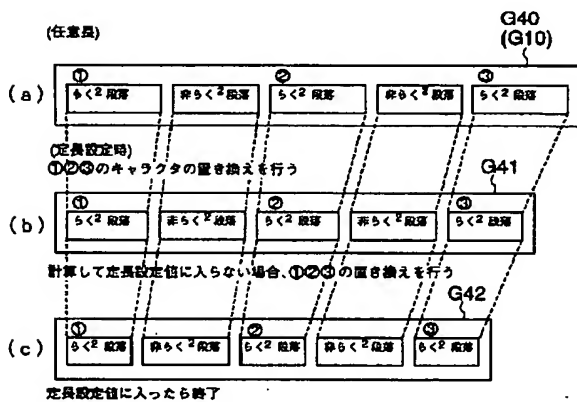 (任意長)
G40
(G10)
(a)
① ② ③
らく² 段落 非らく² 段落 らく² 段落 非らく² 段落 らく² 段落
(定長設定時)
①②③のキャラクタの置き換えを行う
G41
(b)
① ② ③
らく² 段落 非らく² 段落 らく² 段落 非らく² 段落 らく² 段落
計算して定長設定値に入らない場合、①②③の置き換えを行う
G42
(c)
① ② ③
らく² 段落 非らく² 段落 らく² 段落 非らく² 段落 らく² 段落
定長設定値に入ったら終了